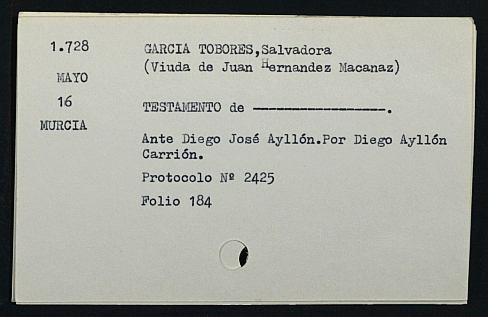 1.728
MAYO
16
MURCIA
GARCIA TOBORES,Salvadora
(Viuda de Juan Hernandez Macanaz)
TESTAMENTO de -----------------.
Ante Diego José Ayllón.Por Diego Ayllón
Carrión.
Protocolo Nº 2425
Folio 184